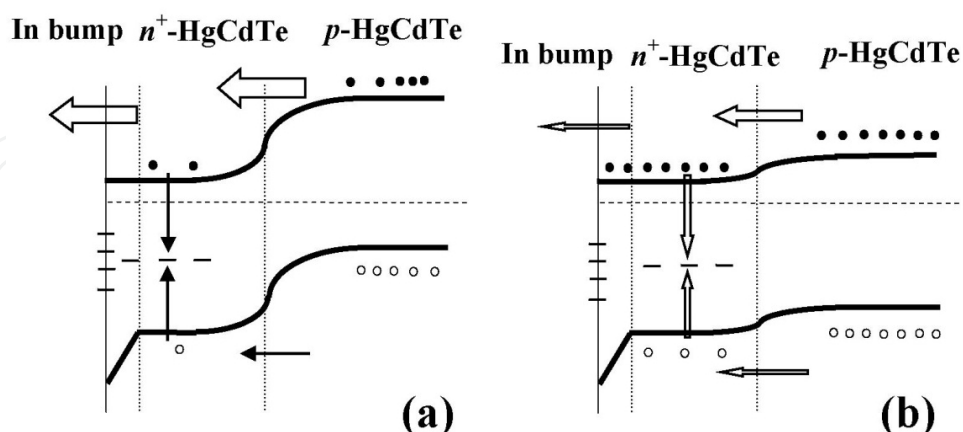 In bump n⁺-HgCdTe p-HgCdTe
(a)
In bump n⁺-HgCdTe p-HgCdTe
(b)